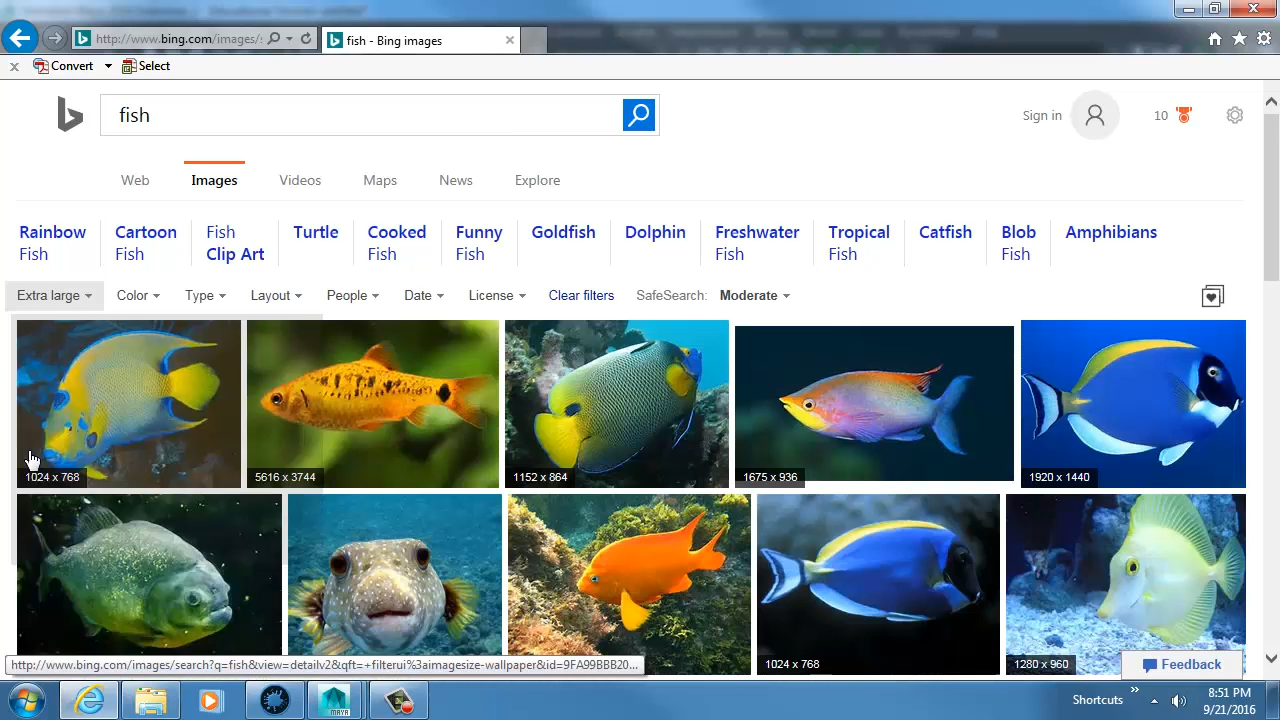 http://www.bing.com/images/s
fish - Bing images
Convert
Select
fish
Sign in
10
Web
Images
Videos
Maps
News
Explore
Rainbow Fish
Cartoon Fish
Fish Clip Art
Turtle
Cooked Fish
Funny Fish
Goldfish
Dolphin
Freshwater Fish
Tropical Fish
Catfish
Blob Fish
Amphibians
Extra large
Color
Type
Layout
People
Date
License
Clear filters
SafeSearch: Moderate
1024 x 768
5616 x 3744
1152 x 864
1675 x 936
1920 x 1440
1024 x 768
1280 x 960
http://www.bing.com/images/search?q=fish&view=detailv2&qft=+filterui%3aimagesize-wallpaper&id=9FA99BBB20...
Feedback
MAYA
Shortcuts
8:51 PM
9/21/2016